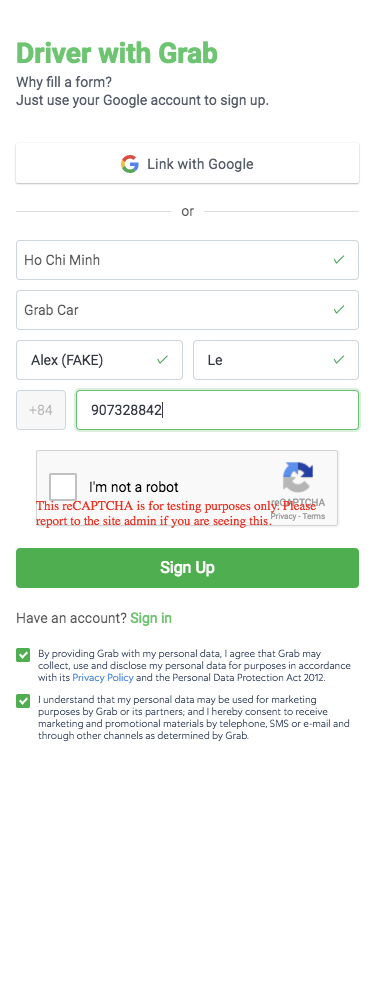 Driver with Grab
Why fill a form?
Just use your Google account to sign up.
Link with Google
or
Ho Chi Minh
Grab Car
Alex (FAKE)
Le
+84
907328842
I'm not a robot
reCAPTCHA
This reCAPTCHA is for testing purposes only. Please
report to the site admin if you are seeing this.
Privacy - Terms
Sign Up
Have an account? Sign in
By providing Grab with my personal data, I agree that Grab may
collect, use and disclose my personal data for purposes in accordance
with its Privacy Policy and the Personal Data Protection Act 2012.
I understand that my personal data may be used for marketing
purposes by Grab or its partners; and I hereby consent to receive
marketing and promotional materials by telephone, SMS or e-mail and
through other channels as determined by Grab.